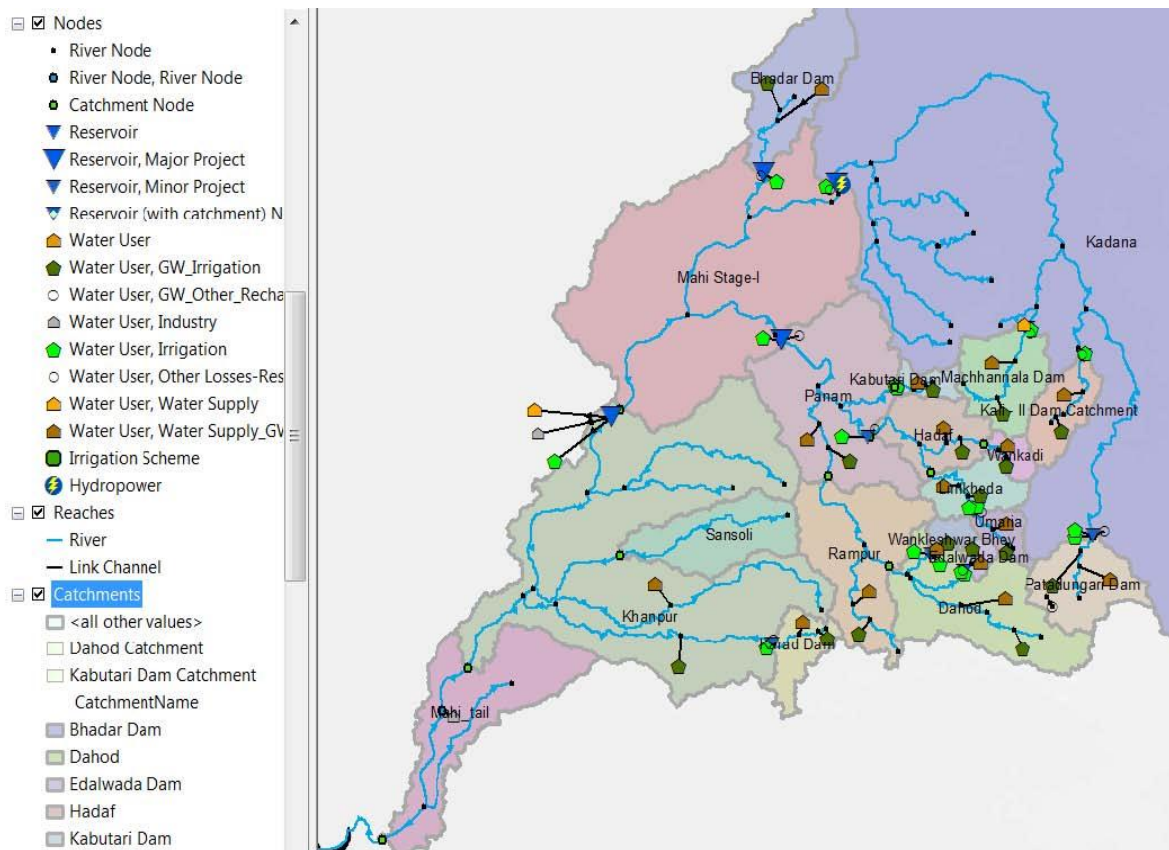 Nodes
River Node
River Node, River Node
Catchment Node
Reservoir
Reservoir, Major Project
Reservoir, Minor Project
Reservoir (with catchment) N
Water User
Water User, GW_Irrigation
Water User, GW_Other_Recha
Water User, Industry
Water User, Irrigation
Water User, Other Losses-Res
Water User, Water Supply
Water User, Water Supply_GW
Irrigation Scheme
Hydropower
Reaches
River
Link Channel
Catchments
<all other values>
Dahod Catchment
Kabutari Dam Catchment
CatchmentName
Bhadar Dam
Dahod
Edalwada Dam
Hadaf
Kabutari Dam
Bhadar Dam
Kadana
Mahi Stage-I
Kabutari Dam
Machhannala Dam
Panam
Kali - II Dam Catchment
Hadaf
Wankadi
Umaria
Sansoli
Rampur
Wankleshwar Bhey
Edalwada Dam
Patadungari Dam
Khanpur
Dahod
Dam
Mahi_tail